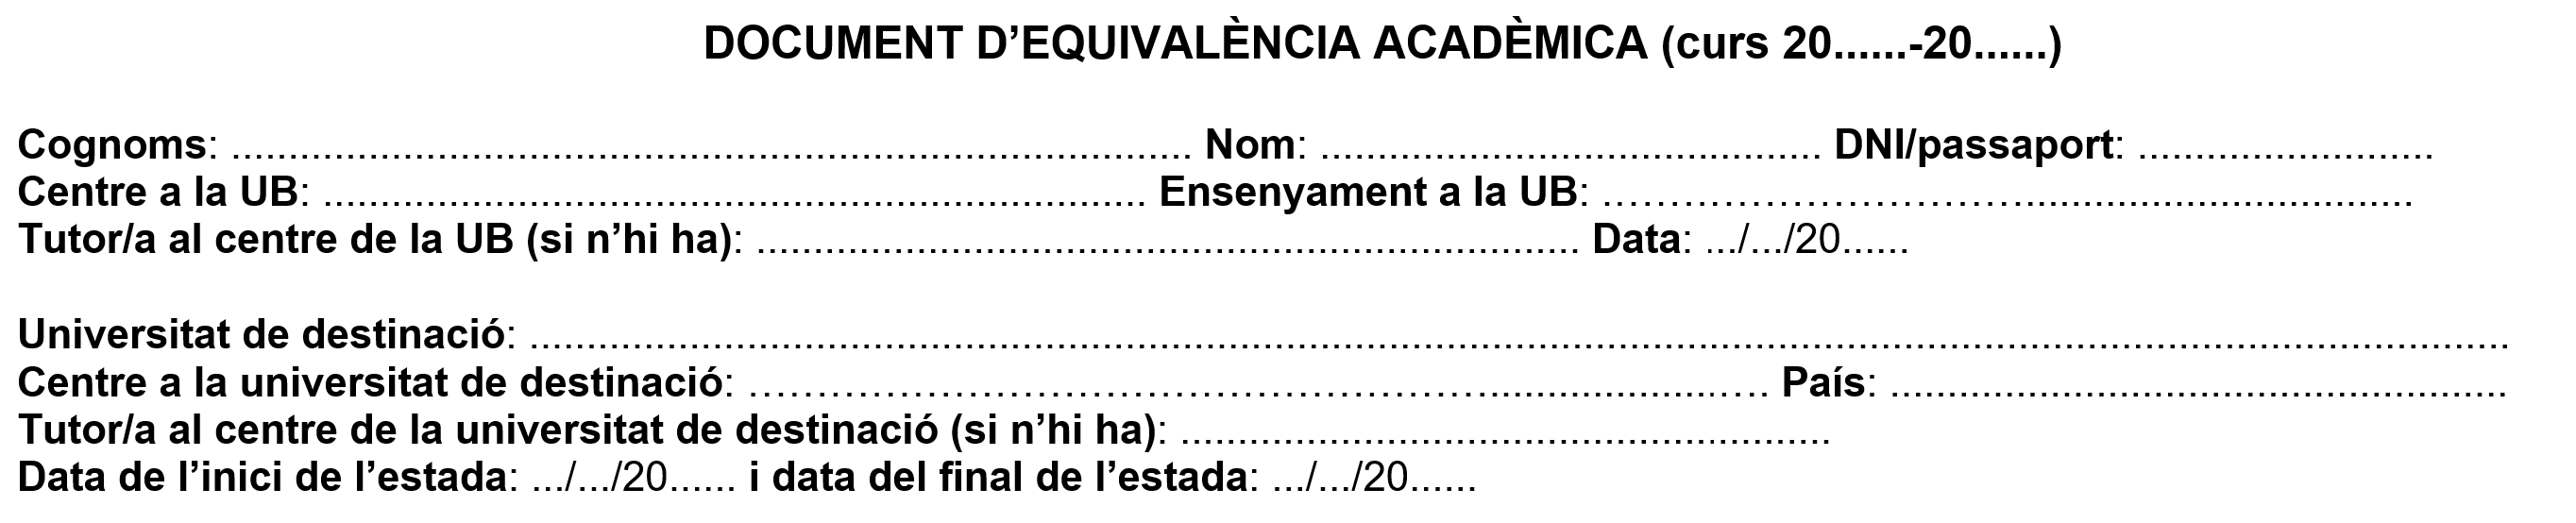 DOCUMENT D’EQUIVALÈNCIA ACADÈMICA (curs 20......-20......)
Cognoms: .................................................................................... Nom: ............................................ DNI/passaport: ..........................
Centre a la UB: ........................................................................ Ensenyament a la UB: …………………………...................................
Tutor/a al centre de la UB (si n’hi ha): ........................................................................ Data: .../.../20......
Universitat de destinació: .............................................................................................................................................................................
Centre a la universitat de destinació: ………………………………………………....................…. País: ......................................................
Tutor/a al centre de la universitat de destinació (si n’hi ha): .........................................................
Data de l’inici de l’estada: .../.../20...... i data del final de l’estada: .../.../20......